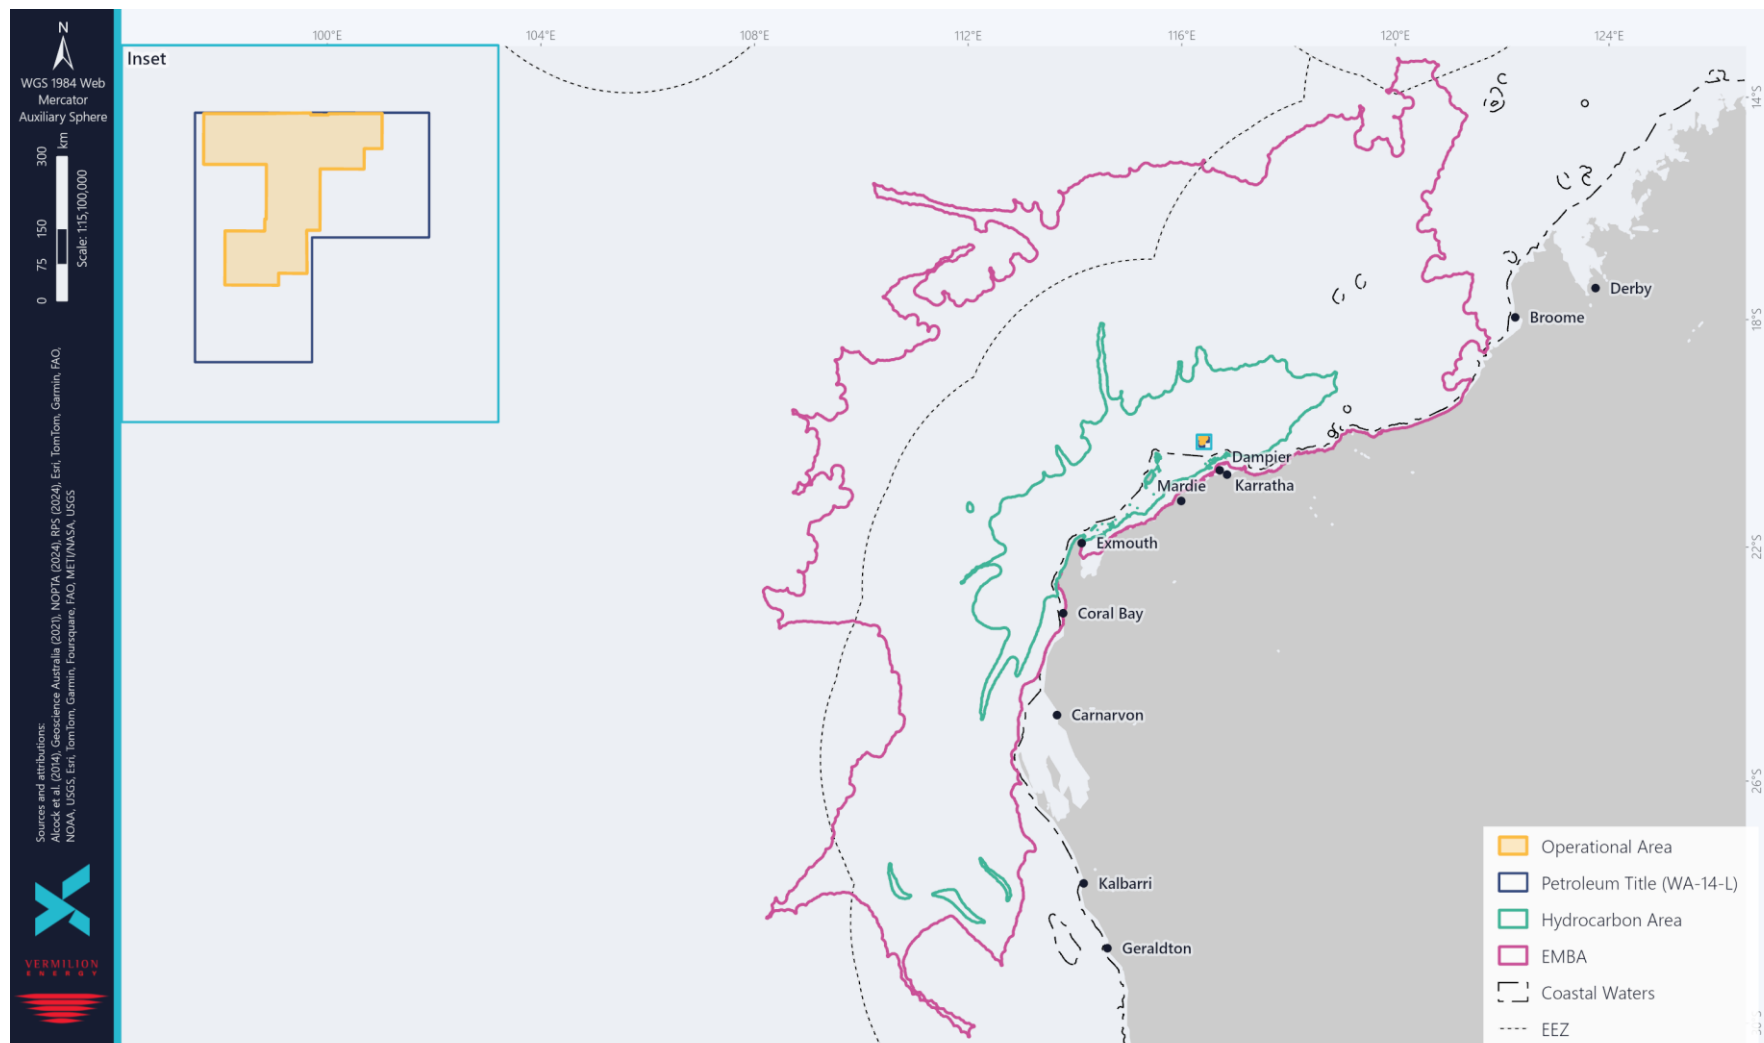 N
WGS 1984 Web
Mercator
Auxiliary Sphere
0 75 150 300
km
Scale: 1:15,100,000
Sources and attributions:
Alcock et al. (2014), Geoscience Australia (2021), NOPTA (2024), RPS (2024), Esri, TomTom, Garmin, FAO,
NOAA, USGS, Esri, TomTom, Garmin, Foursquare, FAO, METI/NASA, USGS
VERMILION
ENERGY
Inset
100°E 104°E 108°E 112°E 116°E 120°E 124°E
14°S
18°S
22°S
26°S
Derby
Broome
Dampier
Mardie
Karratha
Exmouth
Coral Bay
Carnarvon
Kalbarri
Geraldton
Operational Area
Petroleum Title (WA-14-L)
Hydrocarbon Area
EMBA
Coastal Waters
EEZ